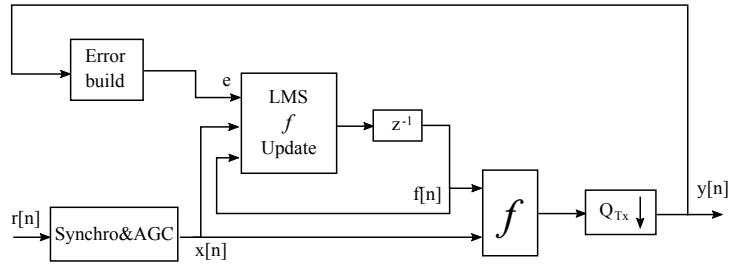 Error
build
e
LMS
f
Update
z⁻¹
f[n]
r[n]
Synchro&AGC
x[n]
f
Q_Tx ↓
y[n]